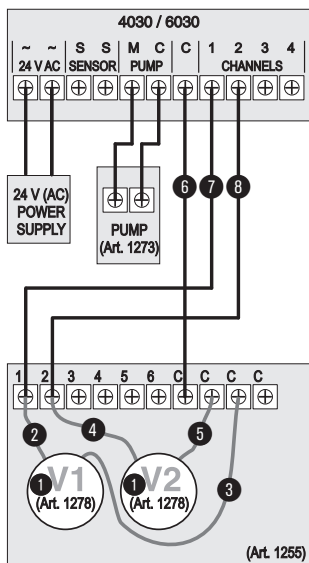 4030 / 6030
~ ~ S S M C C 1 2 3 4
24 V AC SENSOR PUMP CHANNELS
24 V (AC)
POWER
SUPPLY
PUMP
(Art. 1273)
6 7 8
1 2 3 4 5 6 C C C C
2 4 5
1 V1
(Art. 1278)
1 V2
(Art. 1278)
3
(Art. 1255)